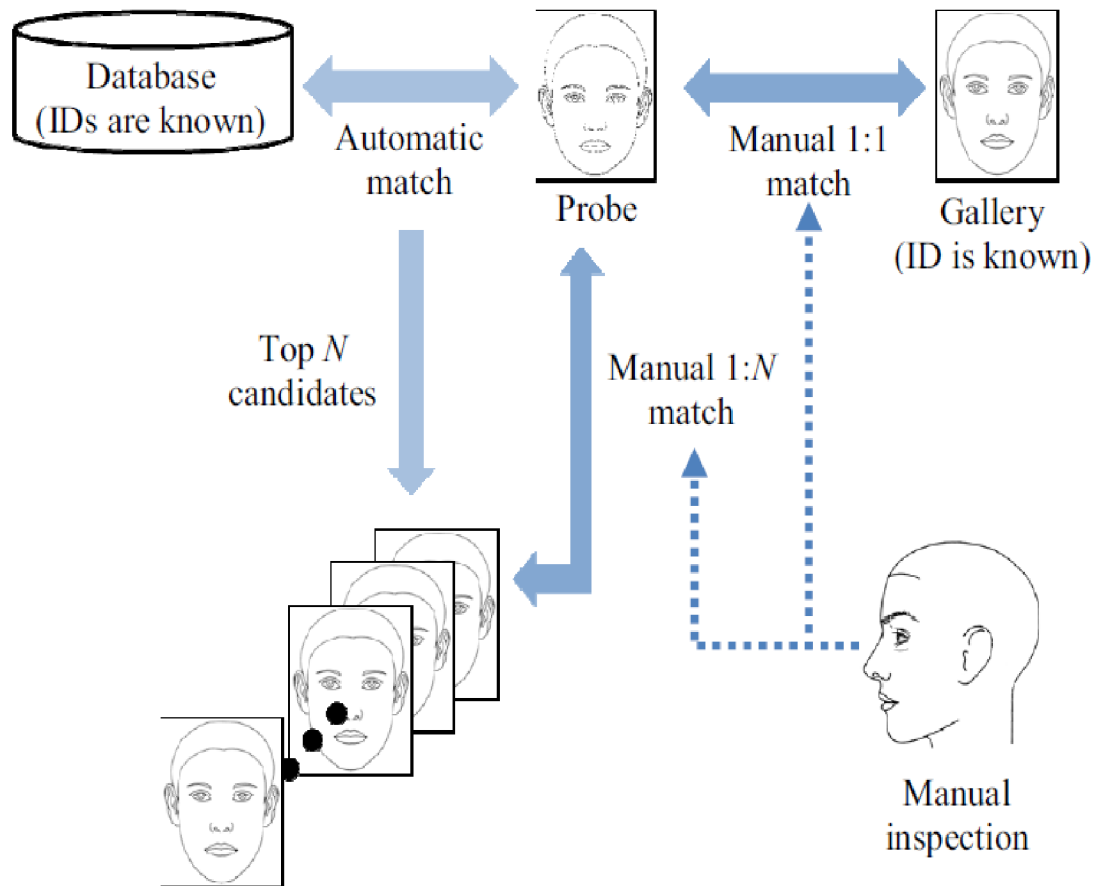 Database
(IDs are known)
Automatic
match
Probe
Manual 1:1
match
Gallery
(ID is known)
Top N
candidates
Manual 1:N
match
Manual
inspection